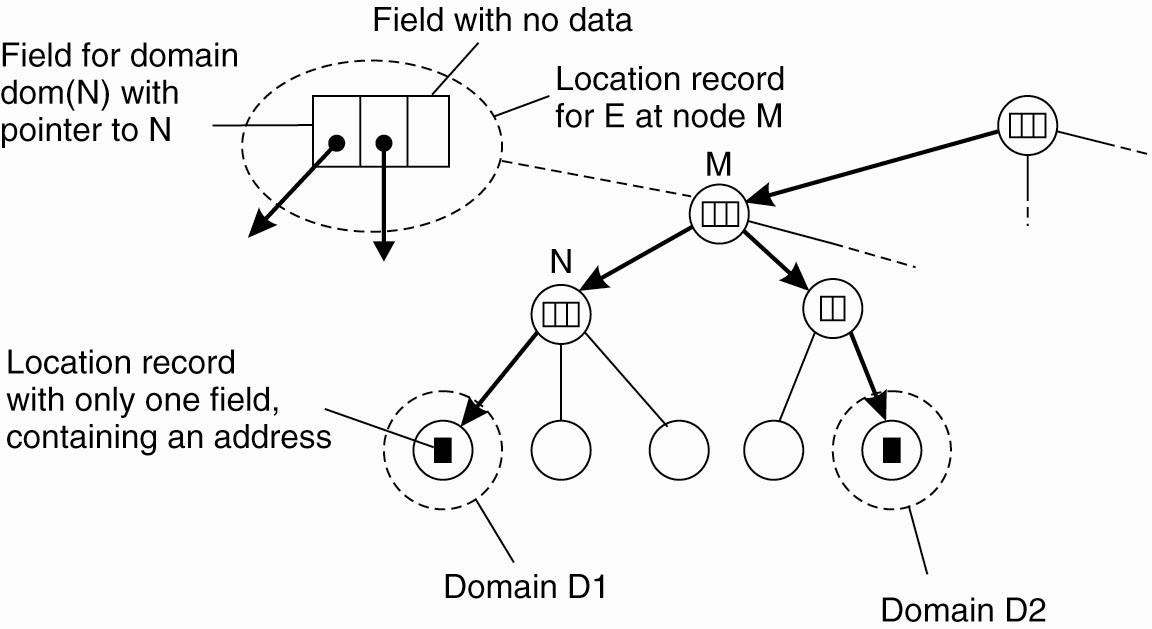 Field with no data
Field for domain
dom(N) with
pointer to N
Location record
for E at node M
M
N
Location record
with only one field,
containing an address
Domain D1
Domain D2